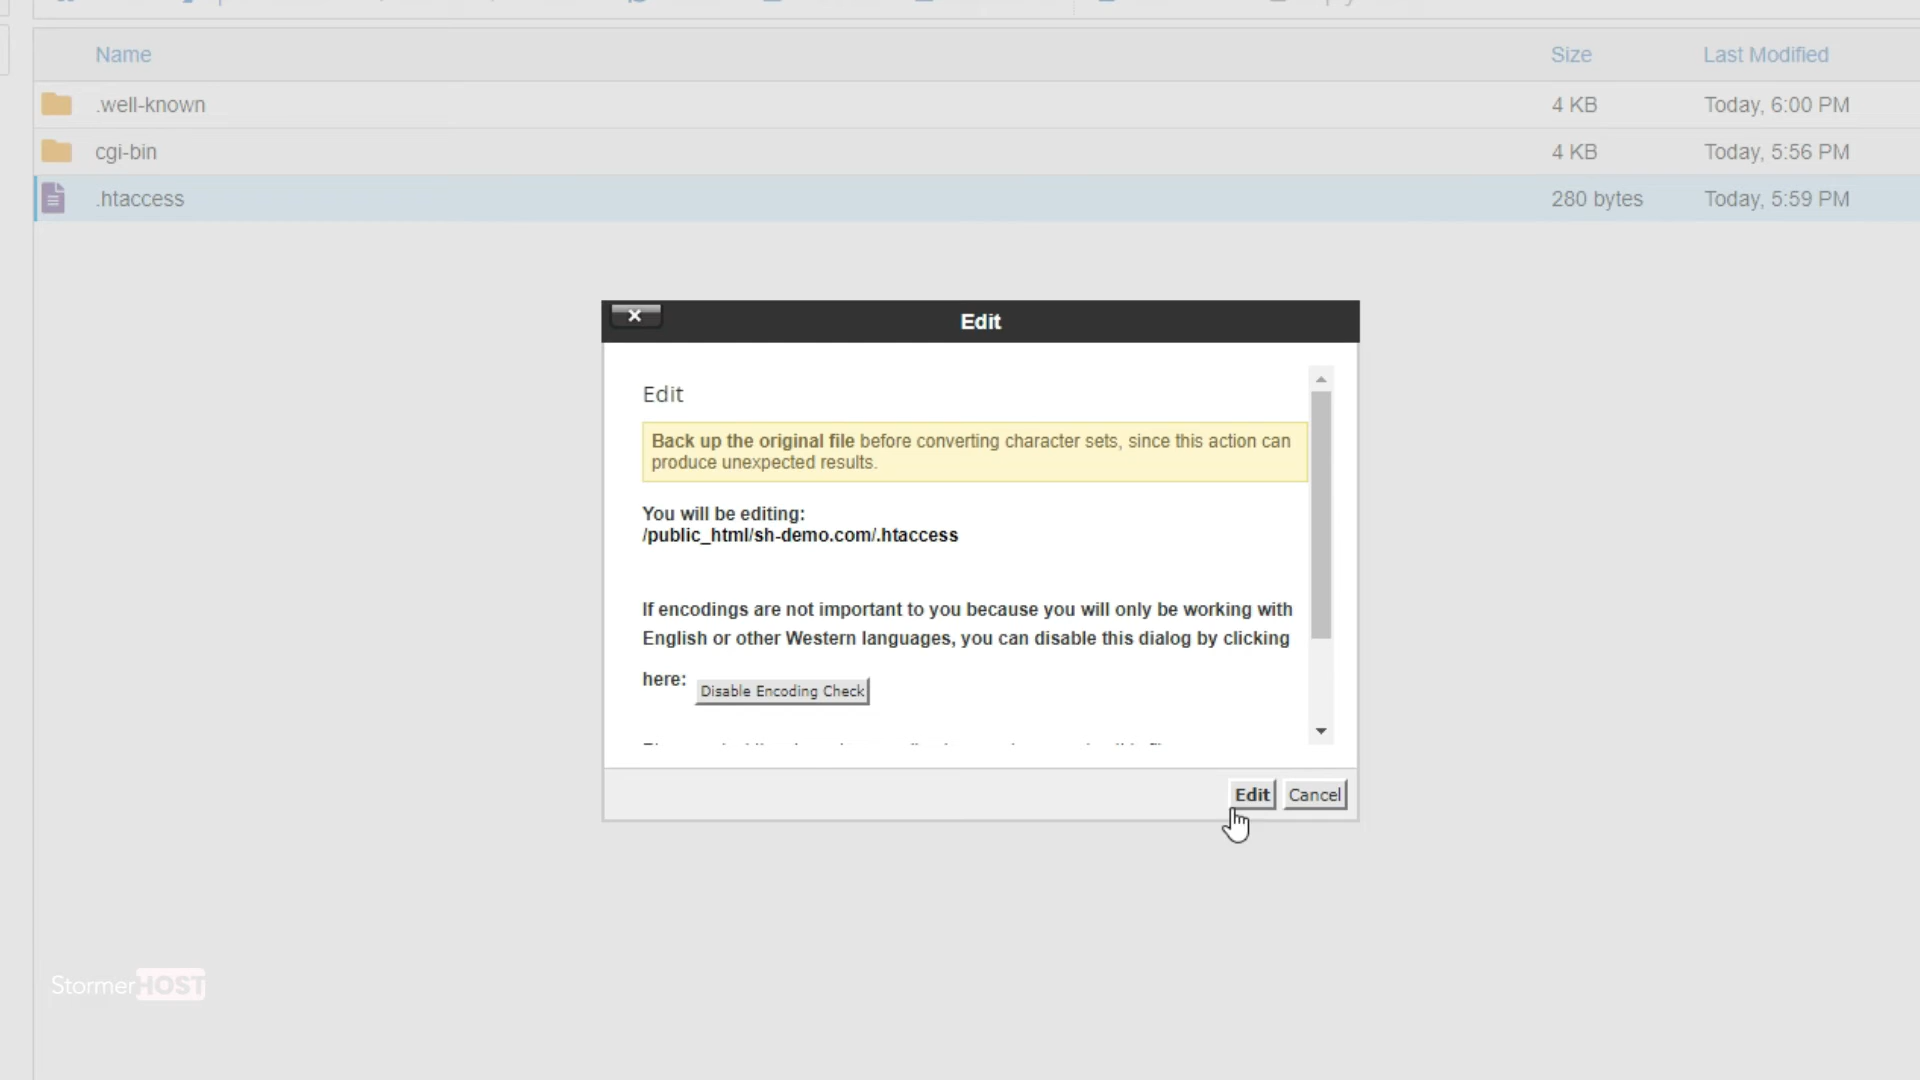 Name Size Last Modified
.well-known 4 KB Today, 6:00 PM
cgi-bin 4 KB Today, 5:56 PM
.htaccess 280 bytes Today, 5:59 PM
Edit
Edit
Back up the original file before converting character sets, since this action can
produce unexpected results.
You will be editing:
/public_html/sh-demo.com/.htaccess
If encodings are not important to you because you will only be working with
English or other Western languages, you can disable this dialog by clicking
here: Disable Encoding Check
Edit Cancel
StormerHOST